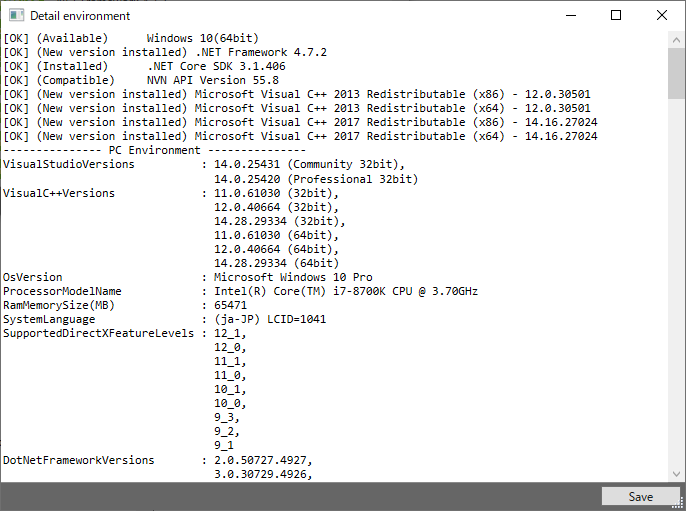 Detail environment
[OK] (Available)     Windows 10(64bit)
[OK] (New version installed) .NET Framework 4.7.2
[OK] (Installed)     .NET Core SDK 3.1.406
[OK] (Compatible)    NVN API Version 55.8
[OK] (New version installed) Microsoft Visual C++ 2013 Redistributable (x86) - 12.0.30501
[OK] (New version installed) Microsoft Visual C++ 2013 Redistributable (x64) - 12.0.30501
[OK] (New version installed) Microsoft Visual C++ 2017 Redistributable (x86) - 14.16.27024
[OK] (New version installed) Microsoft Visual C++ 2017 Redistributable (x64) - 14.16.27024
--------------- PC Environment ---------------
VisualStudioVersions          : 14.0.25431 (Community 32bit),
14.0.25420 (Professional 32bit)
VisualC++Versions             : 11.0.61030 (32bit),
12.0.40664 (32bit),
14.28.29334 (32bit),
11.0.61030 (64bit),
12.0.40664 (64bit),
14.28.29334 (64bit)
OsVersion                     : Microsoft Windows 10 Pro
ProcessorModelName            : Intel(R) Core(TM) i7-8700K CPU @ 3.70GHz
RamMemorySize(MB)             : 65471
SystemLanguage                : (ja-JP) LCID=1041
SupportedDirectXFeatureLevels : 12_1,
12_0,
11_1,
11_0,
10_1,
10_0,
9_3,
9_2,
9_1
DotNetFrameworkVersions       : 2.0.50727.4927,
3.0.30729.4926,
Save